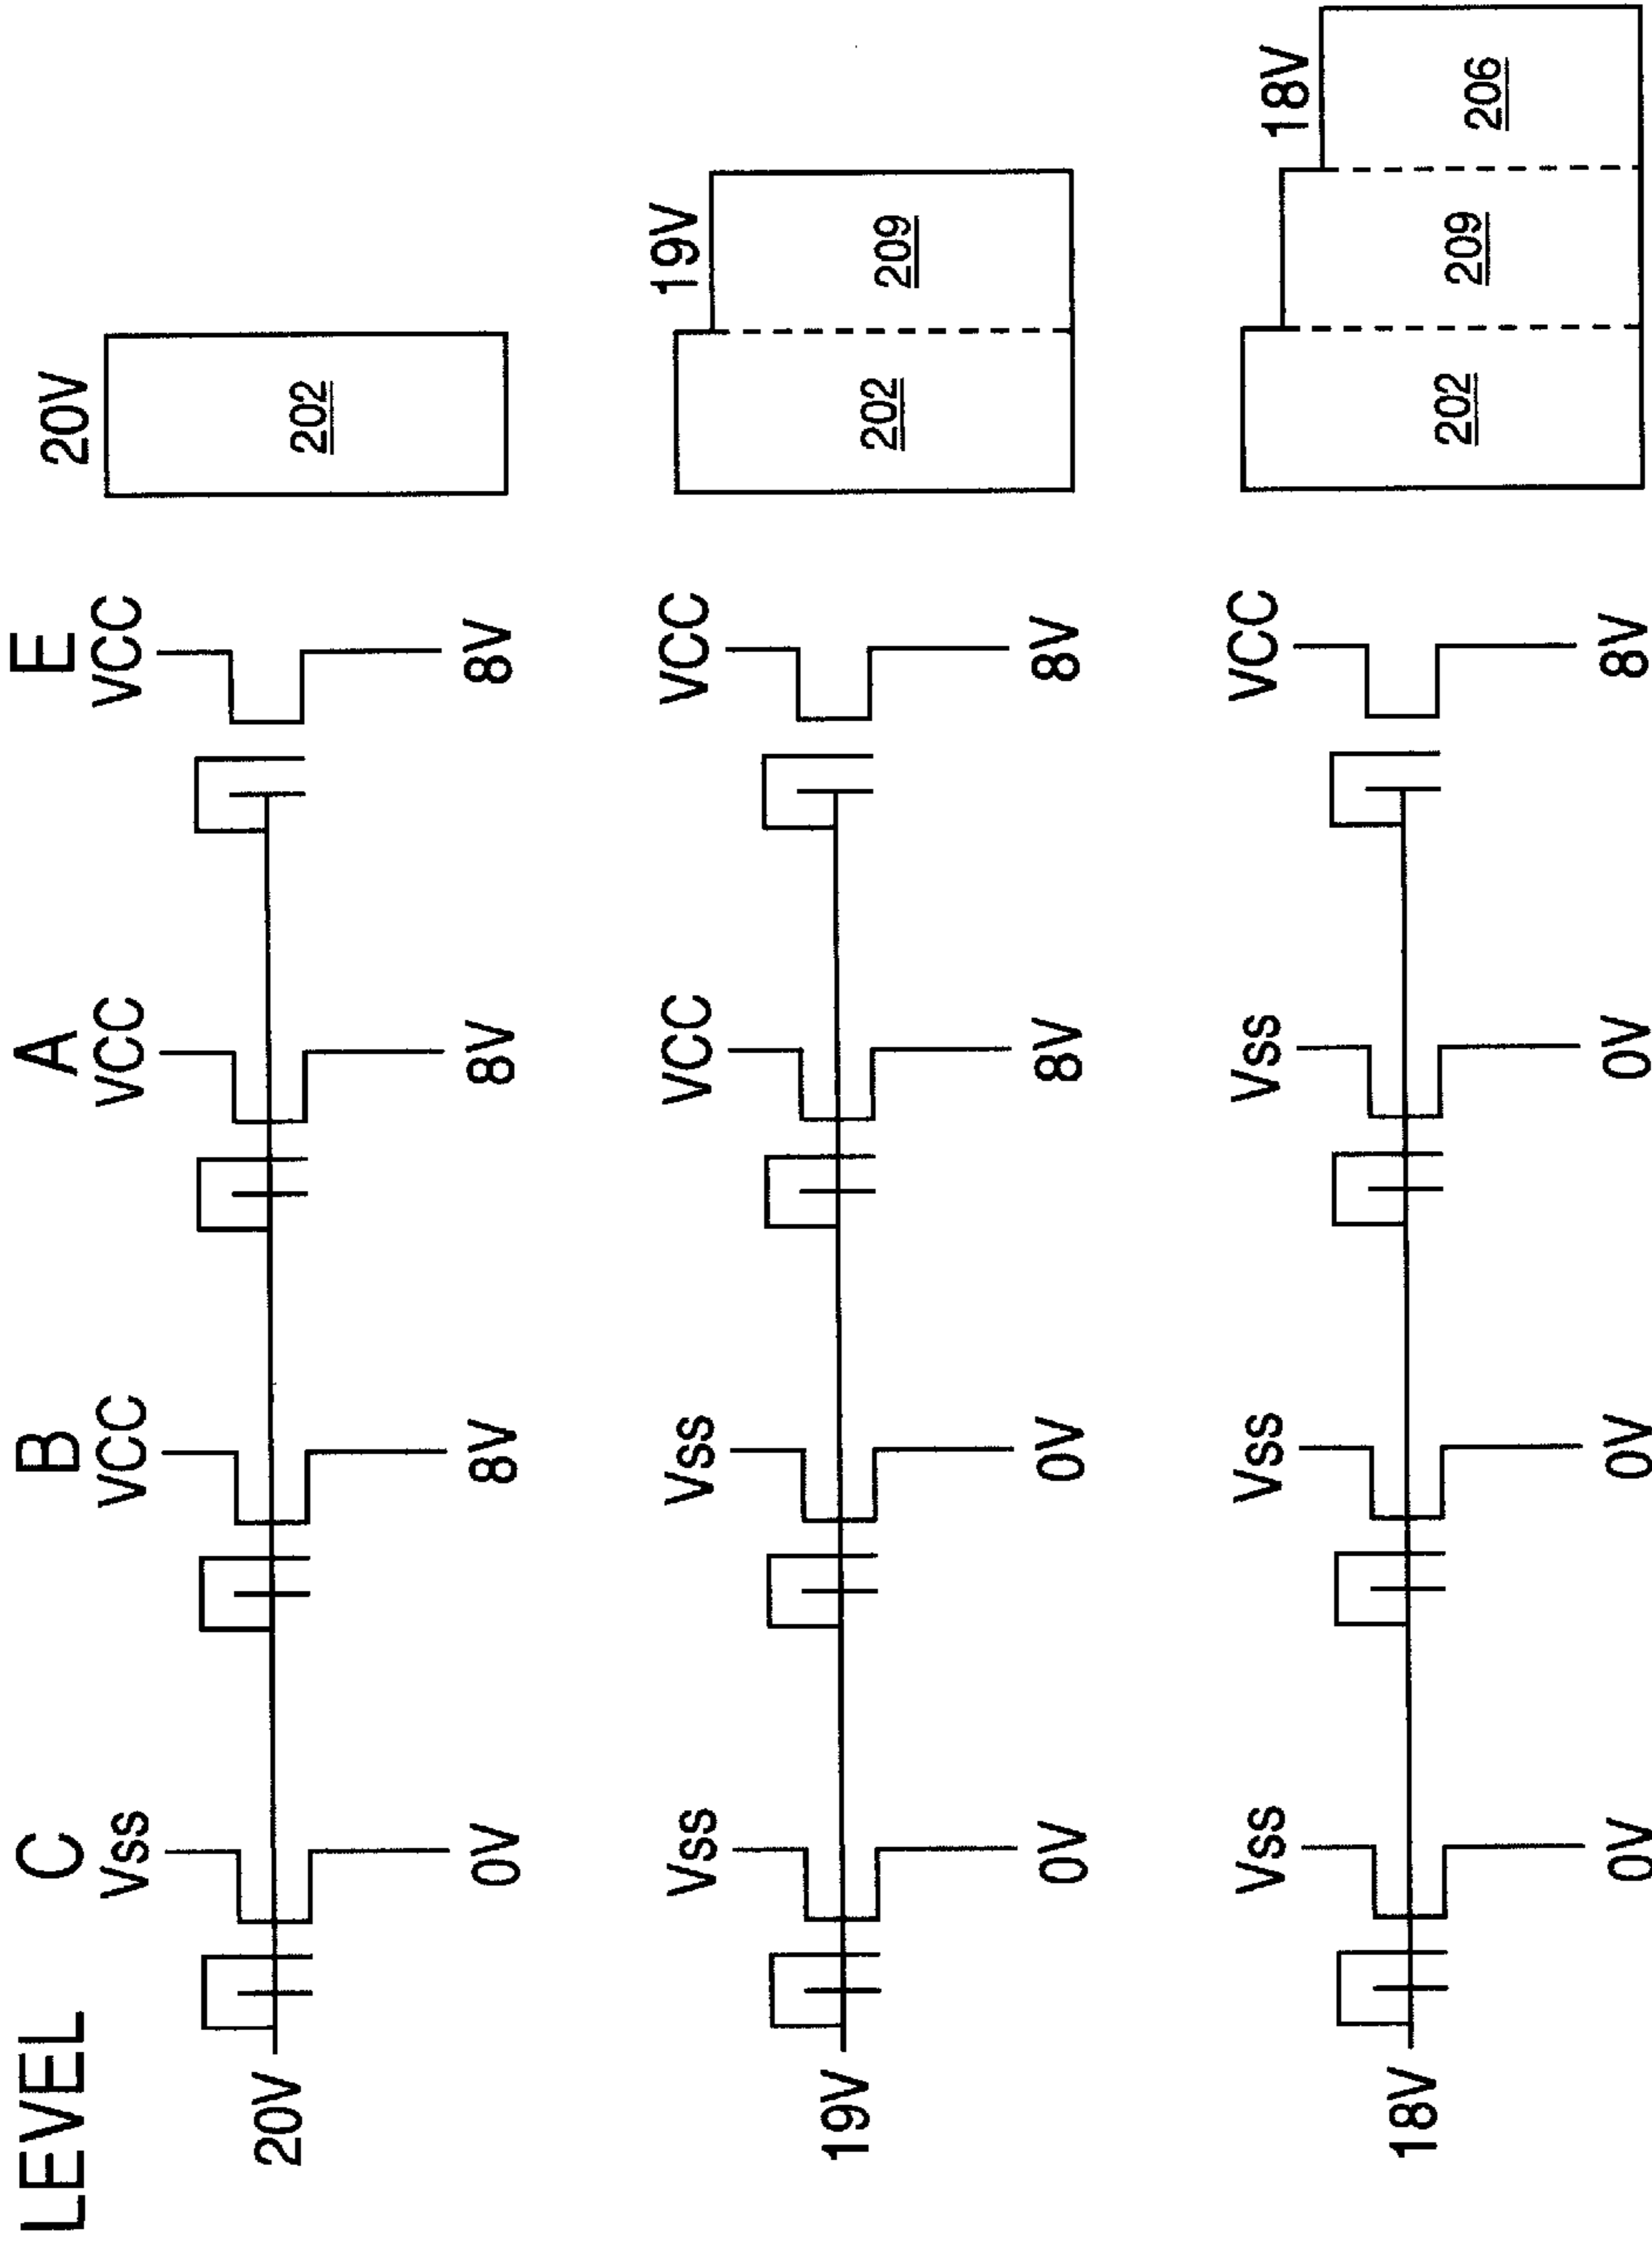 LEVEL C B A E
Vss VCC VCC VCC 20V
20V 202
0V 8V 8V 8V
Vss Vss VCC VCC 19V
19V 202 209
0V 0V 8V 8V
Vss Vss Vss VCC 18V
18V 202 209 206
0V 0V 0V 8V